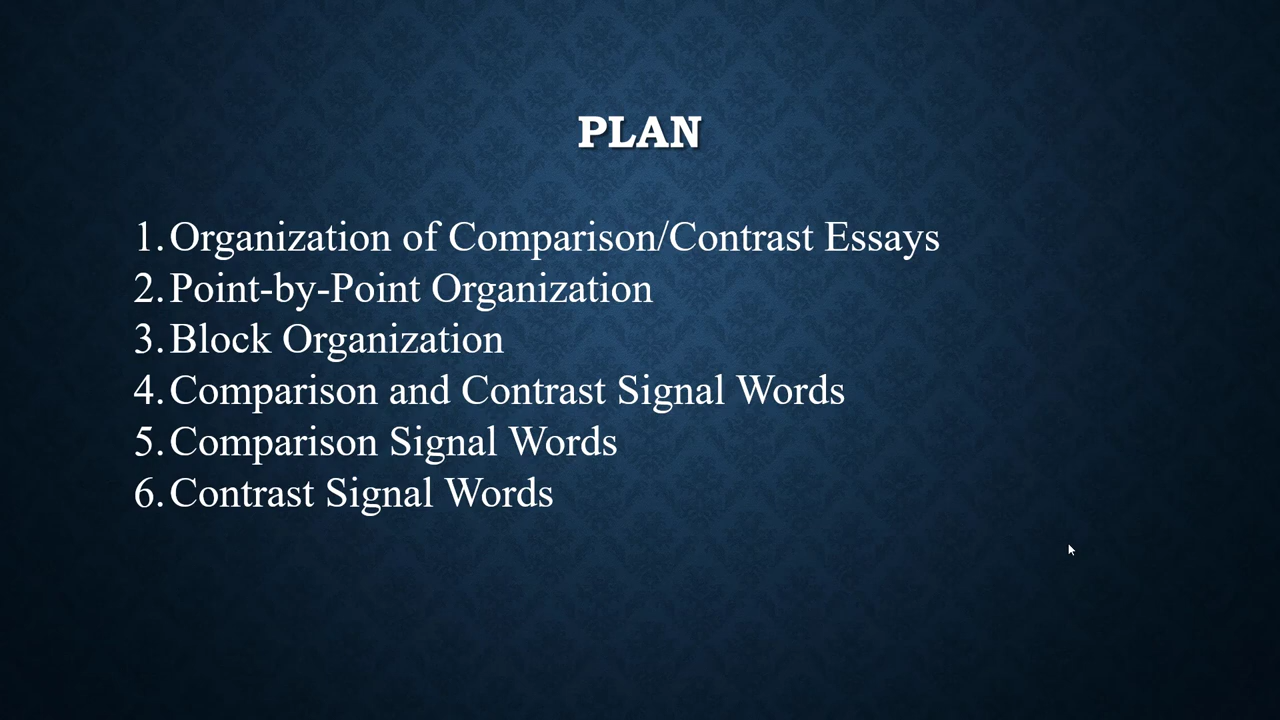 PLAN
1. Organization of Comparison/Contrast Essays
2. Point-by-Point Organization
3. Block Organization
4. Comparison and Contrast Signal Words
5. Comparison Signal Words
6. Contrast Signal Words